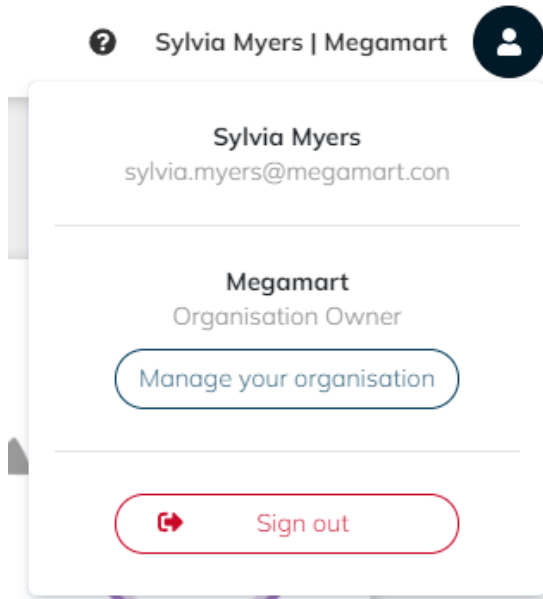 Sylvia Myers | Megamart
Sylvia Myers
sylvia.myers@megamart.con
Megamart
Organisation Owner
Manage your organisation
Sign out